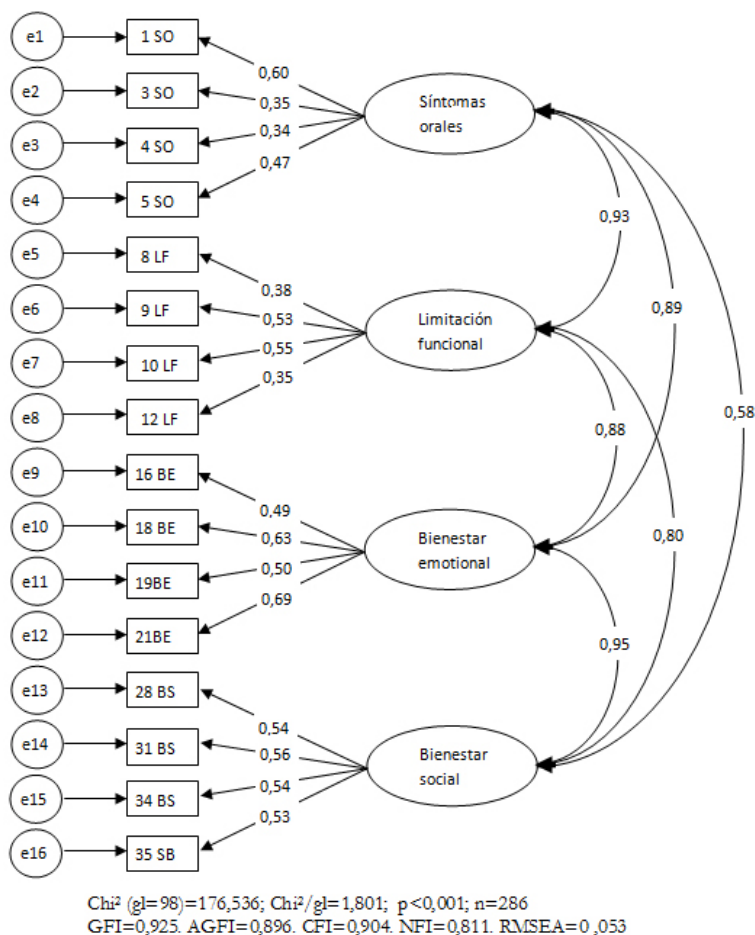 e1
1 SO
0,60
e2
3 SO
0,35
Síntomas
orales
e3
4 SO
0,34
e4
5 SO
0,47
0,93
e5
8 LF
0,38
e6
9 LF
0,53
Limitación
funcional
0,89
e7
10 LF
0,55
e8
12 LF
0,35
0,58
0,88
e9
16 BE
0,49
e10
18 BE
0,63
Bienestar
emotional
0,80
e11
19BE
0,50
e12
21BE
0,69
0,95
e13
28 BS
0,54
e14
31 BS
0,56
Bienestar
social
e15
34 BS
0,54
e16
35 SB
0,53
Chi² (gl=98)=176,536; Chi²/gl=1,801; p<0,001; n=286
GFI=0,925. AGFI=0,896. CFI=0,904. NFI=0,811. RMSEA=0 ,053